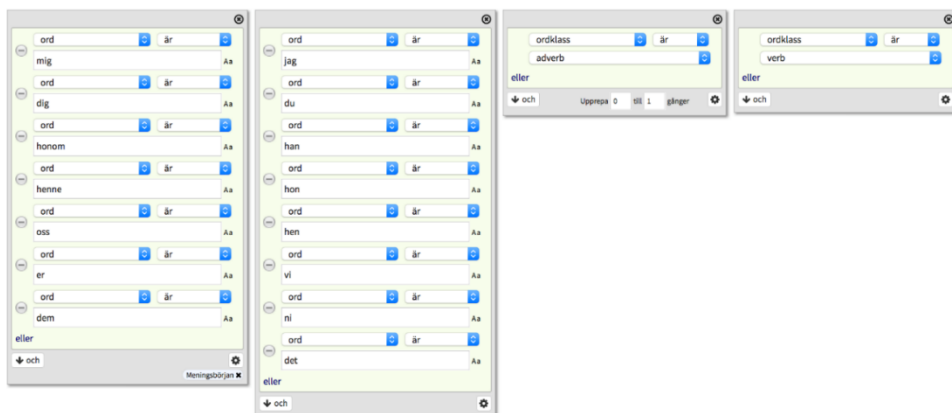 ord är
mig Aa
ord är
dig Aa
ord är
honom Aa
ord är
henne Aa
ord är
oss Aa
ord är
er Aa
ord är
dem Aa
eller
och
Meningsbörjan ✖
ord är
jag Aa
ord är
du Aa
ord är
han Aa
ord är
hon Aa
ord är
hen Aa
ord är
vi Aa
ord är
ni Aa
ord är
det Aa
eller
och
ordklass är
adverb
eller
och Upprepa 0 till 1 gånger
ordklass är
verb
eller
och